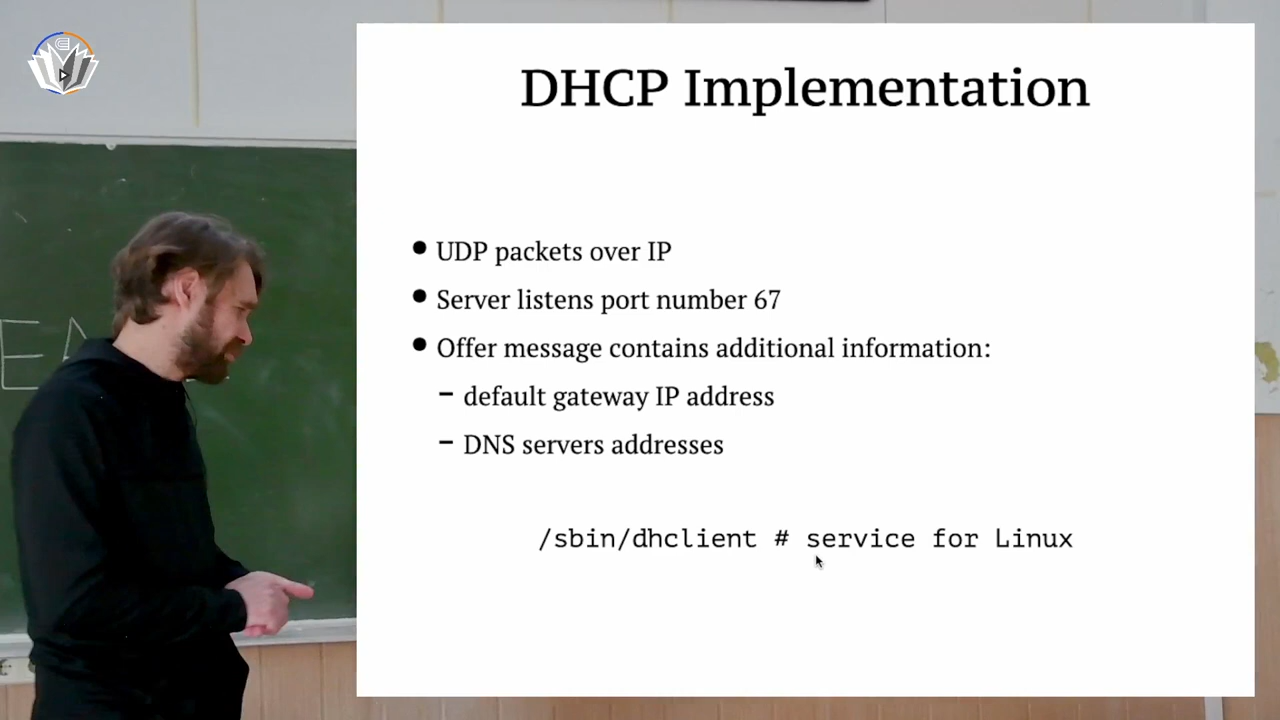 DHCP Implementation
• UDP packets over IP
• Server listens port number 67
• Offer message contains additional information:
– default gateway IP address
– DNS servers addresses
/sbin/dhclient # service for Linux